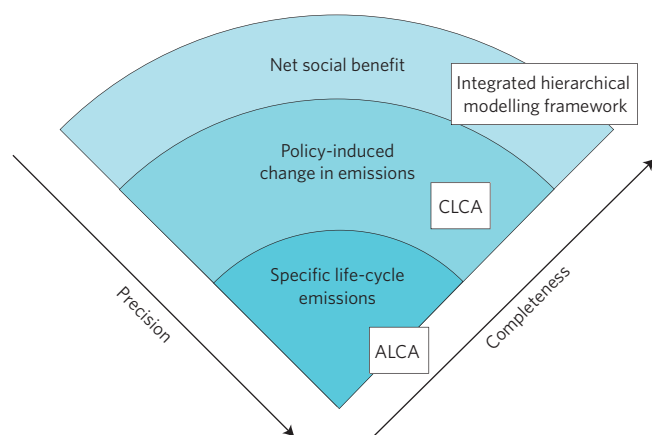 Net social benefit
Integrated hierarchical
modelling framework
Policy-induced
change in emissions
CLCA
Specific life-cycle
emissions
ALCA
Precision
Completeness